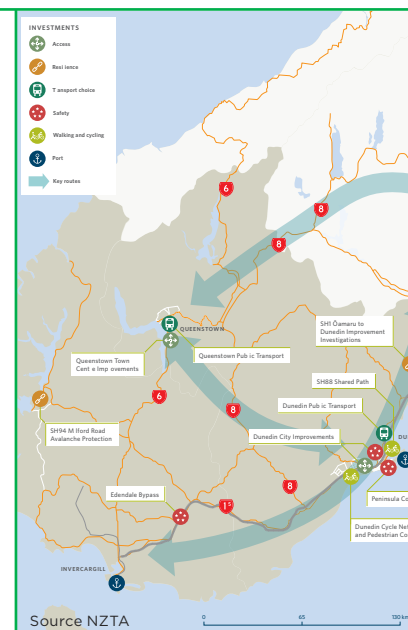 INVESTMENTS
Access
Resi ience
T ansport choice
Safety
Walking and cycling
Port
Key routes
6
8
8
QUEENSTOWN
SH1 Ōamaru to
Dunedin Improvement
Investigations
Queenstown Town
Cent e Imp ovements
Queenstown Pub ic Transport
SH88 Shared Path
6
8
Dunedin Pub ic Transport
SH94 M lford Road
Avalanche Protection
Dunedin City Improvements
DU
Edendale Bypass
8
1S
Peninsula Co
Dunedin Cycle Net
and Pedestrian Co
INVERCARGILL
Source NZTA
0
65
130 km